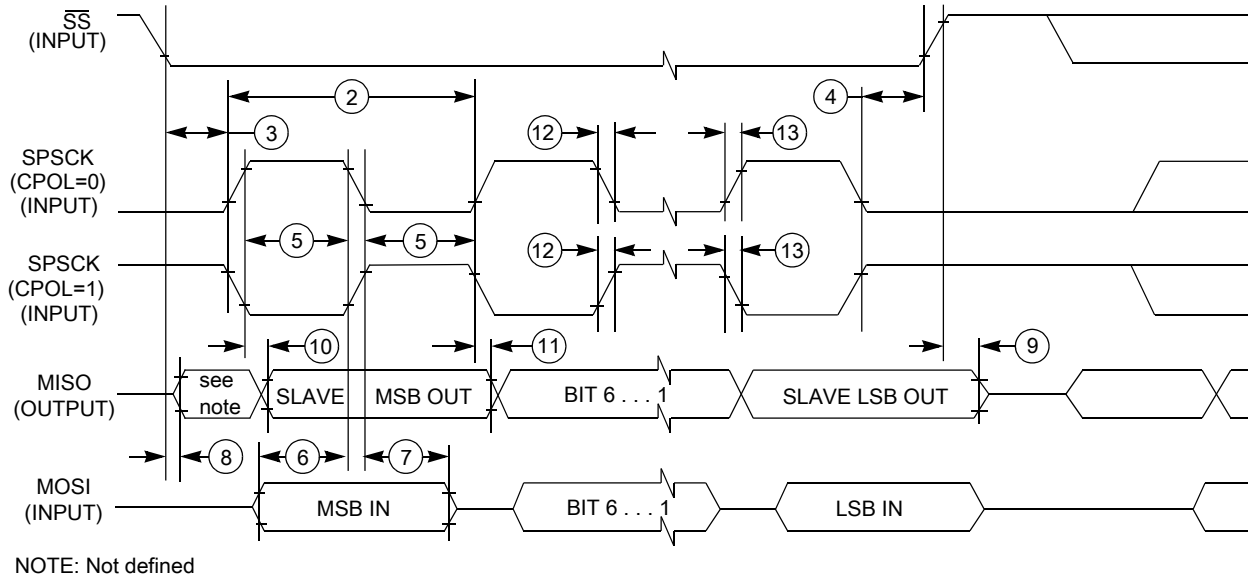 SS
(INPUT)
2
4
3
12
13
SPSCK
(CPOL=0)
(INPUT)
5
5
12
13
SPSCK
(CPOL=1)
(INPUT)
10
11
9
MISO
(OUTPUT)
see
note
SLAVE
MSB OUT
BIT 6 . . . 1
SLAVE LSB OUT
8
6
7
MOSI
(INPUT)
MSB IN
BIT 6 . . . 1
LSB IN
NOTE: Not defined